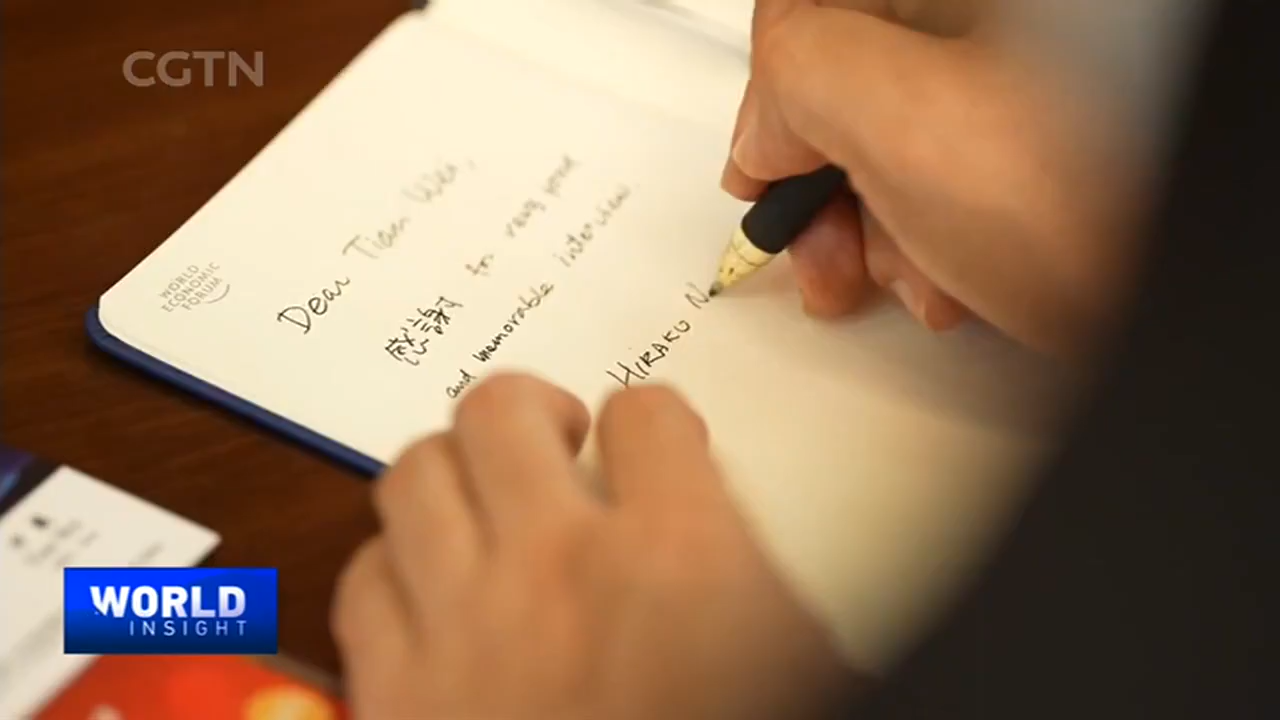 CGTN
WORLD
ECONOMIC
FORUM
Dear Tian Wei,
感謝 for very good
and memorable interview
HIRAKU N
WORLD
INSIGHT